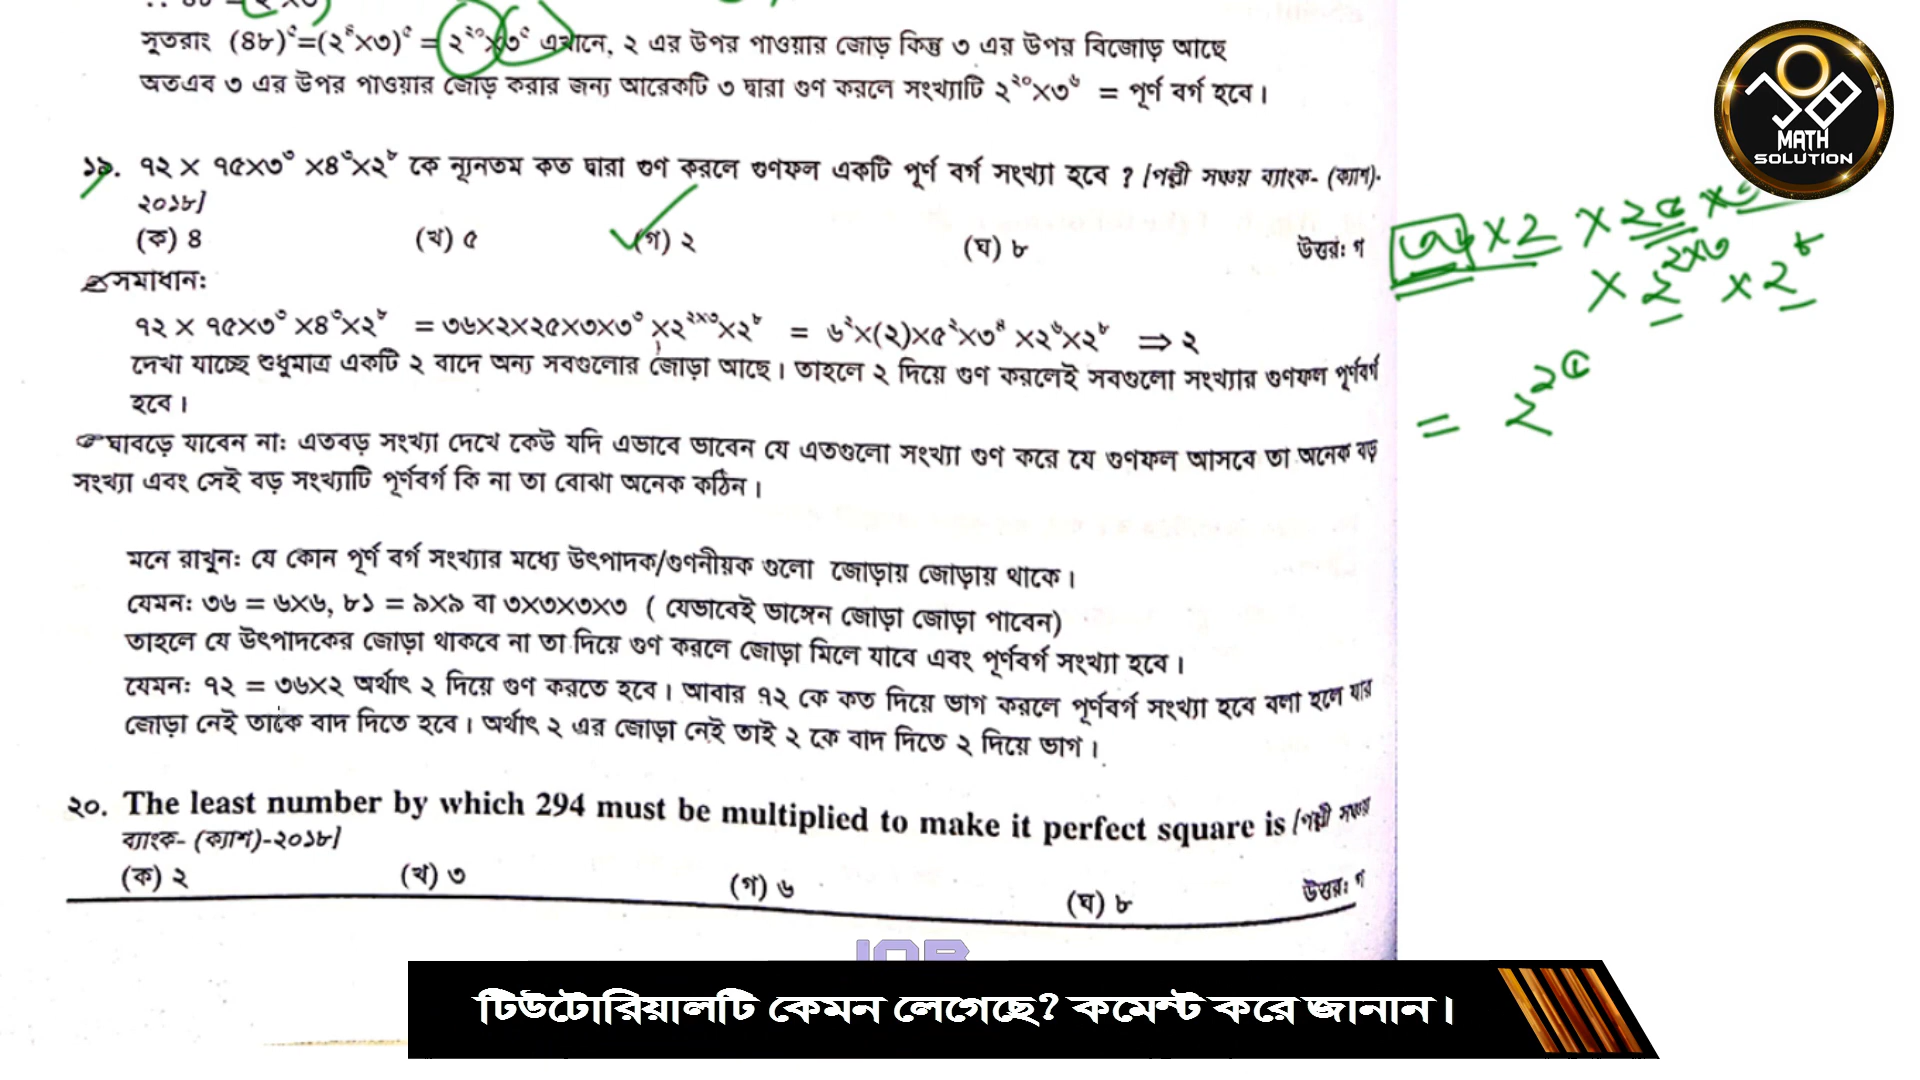 সুতরাং (৪৮)^৫=(২^৪×৩)^৫ = ২^২০×৩^৫ এখানে, ২ এর উপর পাওয়ার জোড় কিন্তু ৩ এর উপর বিজোড় আছে
অতএব ৩ এর উপর পাওয়ার জোড় করার জন্য আরেকটি ৩ দ্বারা গুণ করলে সংখ্যাটি ২^২০×৩^৬ = পূর্ণ বর্গ হবে।
MATH
SOLUTION
১৯. ৭২ × ৭৫×৩^৩ ×৪^৩×২^৮ কে ন্যূনতম কত দ্বারা গুণ করলে গুণফল একটি পূর্ণ বর্গ সংখ্যা হবে ? [পল্লী সঞ্চয় ব্যাংক- (ক্যাশ)-
২০১৮]
(ক) ৪ (খ) ৫ (গ) ২ (ঘ) ৮ উত্তর: গ
সমাধান:
৭২ × ৭৫×৩^৩ ×৪^৩×২^৮ = ৩৬×২×২৫×৩×৩^৩ ×২^২×৩×২^৮ = ৬^২×(২)×৫^২×৩^৪ ×২^৬×২^৮ ⇒ ২
দেখা যাচ্ছে শুধুমাত্র একটি ২ বাদে অন্য সবগুলোর জোড়া আছে। তাহলে ২ দিয়ে গুণ করলেই সবগুলো সংখ্যার গুণফল পূর্ণবর্গ
হবে।
ঘাবড়ে যাবেন না: এতবড় সংখ্যা দেখে কেউ যদি এভাবে ভাবেন যে এতগুলো সংখ্যা গুণ করে যে গুণফল আসবে তা অনেক বড়
সংখ্যা এবং সেই বড় সংখ্যাটি পূর্ণবর্গ কি না তা বোঝা অনেক কঠিন।
মনে রাখুন: যে কোন পূর্ণ বর্গ সংখ্যার মধ্যে উৎপাদক/গুণনীয়ক গুলো জোড়ায় জোড়ায় থাকে।
যেমন: ৩৬ = ৬×৬, ৮১ = ৯×৯ বা ৩×৩×৩×৩ ( যেভাবেই ভাঙ্গেন জোড়া জোড়া পাবেন)
তাহলে যে উৎপাদকের জোড়া থাকবে না তা দিয়ে গুণ করলে জোড়া মিলে যাবে এবং পূর্ণবর্গ সংখ্যা হবে।
যেমন: ৭২ = ৩৬×২ অর্থাৎ ২ দিয়ে গুণ করতে হবে। আবার ৭২ কে কত দিয়ে ভাগ করলে পূর্ণবর্গ সংখ্যা হবে বলা হলে যার
জোড়া নেই তাকে বাদ দিতে হবে। অর্থাৎ ২ এর জোড়া নেই তাই ২ কে বাদ দিতে ২ দিয়ে ভাগ।
২০. The least number by which 294 must be multiplied to make it perfect square is [পল্লী সঞ্চয়
ব্যাংক- (ক্যাশ)-২০১৮]
(ক) ২ (খ) ৩ (গ) ৬ (ঘ) ৮ উত্তর: গ
×২ × ২৫ ×
× ২^২×৩ × ২^৮
= ২^২৫
টিউটোরিয়ালটি কেমন লেগেছে? কমেন্ট করে জানান।